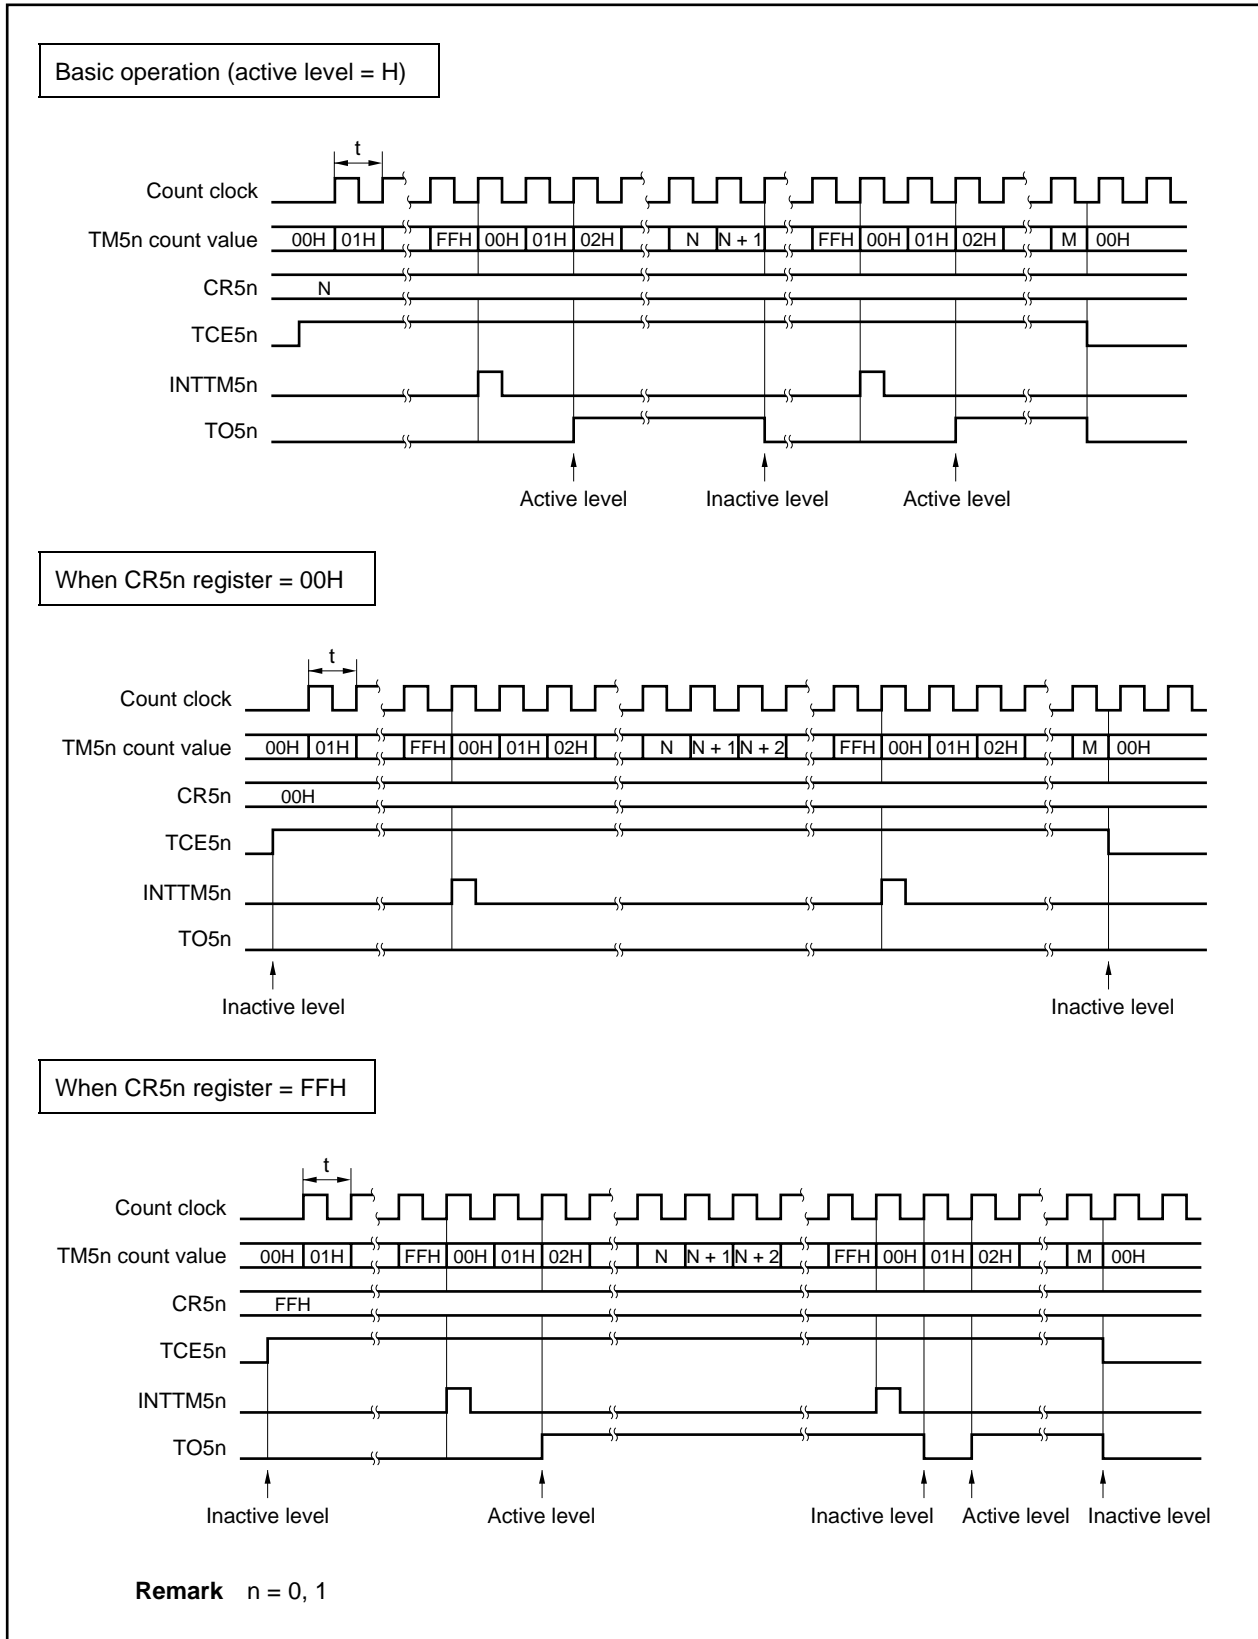 Basic operation (active level = H)
t
Count clock
TM5n count value 00H 01H FFH 00H 01H 02H N N + 1 FFH 00H 01H 02H M 00H
CR5n N
TCE5n
INTTM5n
TO5n
Active level Inactive level Active level
When CR5n register = 00H
t
Count clock
TM5n count value 00H 01H FFH 00H 01H 02H N N + 1 N + 2 FFH 00H 01H 02H M 00H
CR5n 00H
TCE5n
INTTM5n
TO5n
Inactive level Inactive level
When CR5n register = FFH
t
Count clock
TM5n count value 00H 01H FFH 00H 01H 02H N N + 1 N + 2 FFH 00H 01H 02H M 00H
CR5n FFH
TCE5n
INTTM5n
TO5n
Inactive level Active level Inactive level Active level Inactive level
Remark n = 0, 1